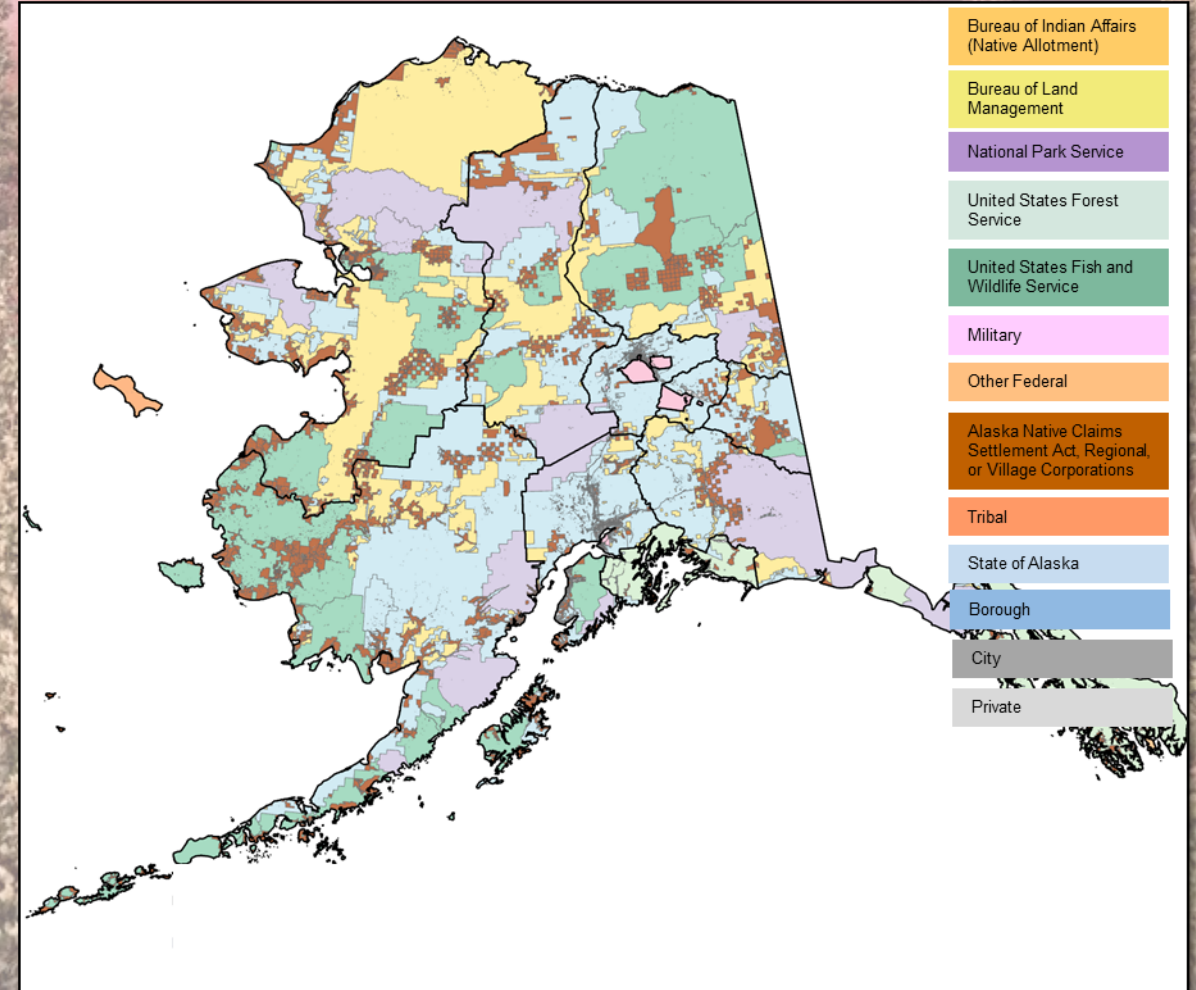 Bureau of Indian Affairs
(Native Allotment)
Bureau of Land
Management
National Park Service
United States Forest
Service
United States Fish and
Wildlife Service
Military
Other Federal
Alaska Native Claims
Settlement Act, Regional,
or Village Corporations
Tribal
State of Alaska
Borough
City
Private